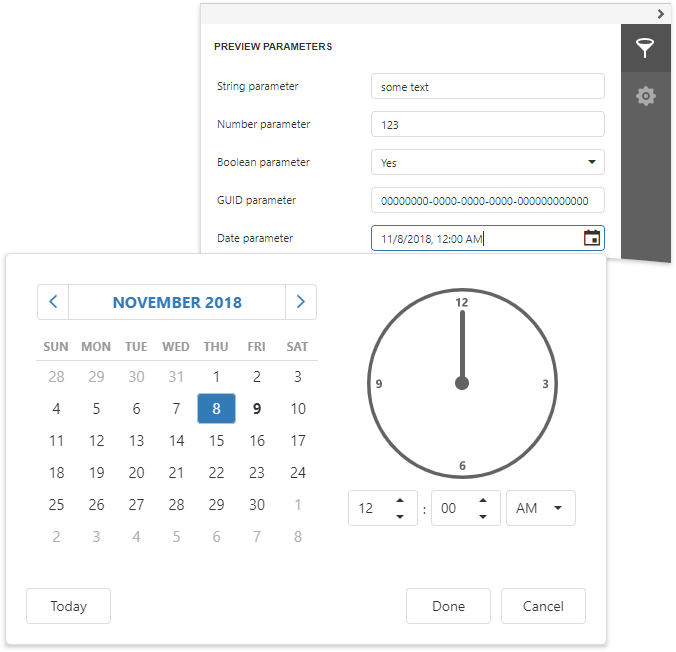 PREVIEW PARAMETERS
String parameter some text
Number parameter 123
Boolean parameter Yes
GUID parameter 00000000-0000-0000-0000-000000000000
Date parameter 11/8/2018, 12:00 AM
NOVEMBER 2018
SUN MON TUE WED THU FRI SAT
28 29 30 31 1 2 3
4 5 6 7 8 9 10
11 12 13 14 15 16 17
18 19 20 21 22 23 24
25 26 27 28 29 30 1
2 3 4 5 6 7 8
12
9 3
6
12 : 00 AM
Today Done Cancel